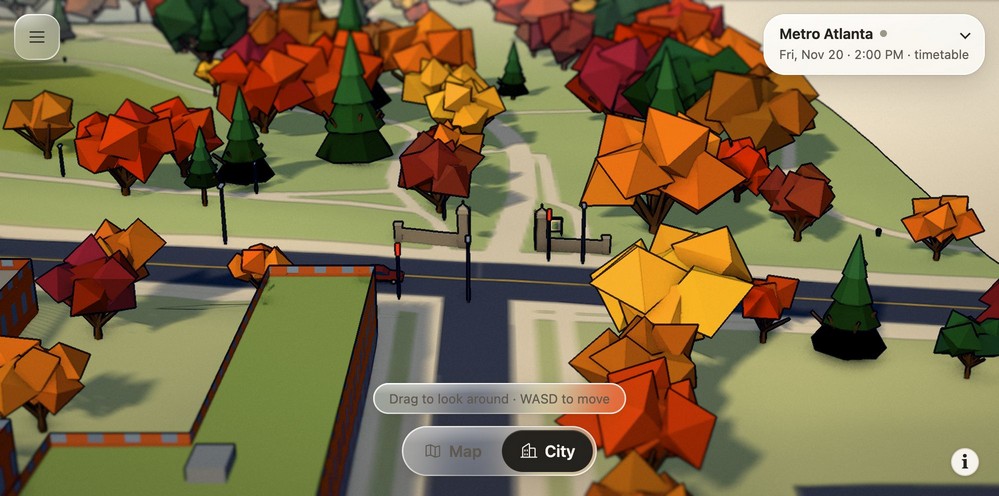 Metro Atlanta
Fri, Nov 20 · 2:00 PM · timetable
Drag to look around · WASD to move
Map
City
i